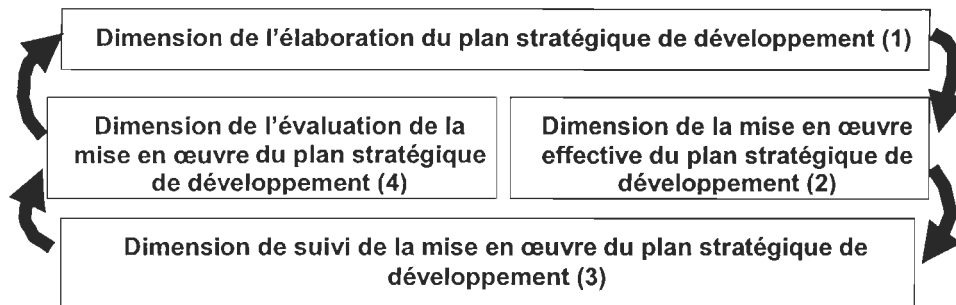 Dimension de l'élaboration du plan stratégique de développement (1)
Dimension de l'évaluation de la
mise en œuvre du plan stratégique
de développement (4)
Dimension de la mise en œuvre
effective du plan stratégique de
développement (2)
Dimension de suivi de la mise en œuvre du plan stratégique de
développement (3)